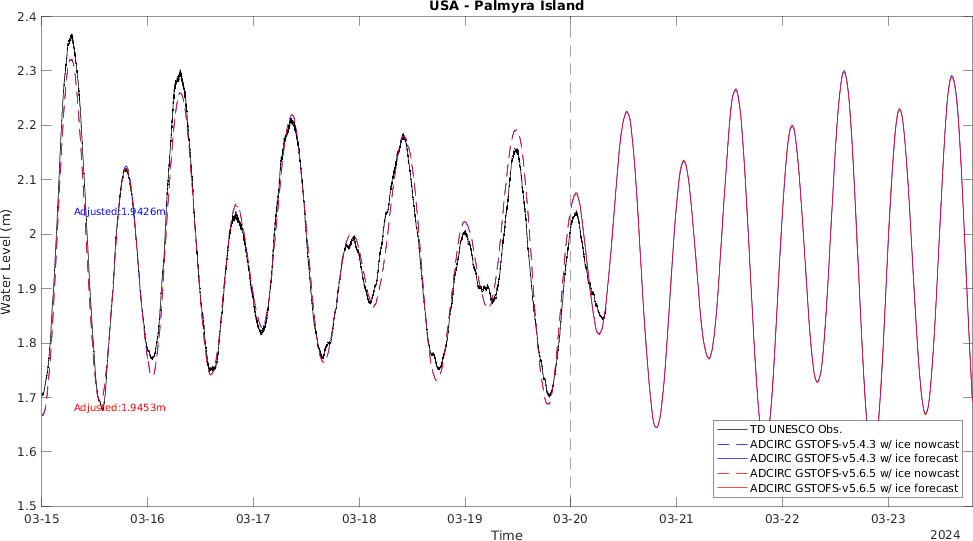 USA - Palmyra Island
2.4
2.3
2.2
2.1
2
1.9
1.8
1.7
1.6
1.5
Water Level (m)
Adjusted:1.9426m
Adjusted:1.9453m
TD UNESCO Obs.
ADCIRC GSTOFS-v5.4.3 w/ ice nowcast
ADCIRC GSTOFS-v5.4.3 w/ ice forecast
ADCIRC GSTOFS-v5.6.5 w/ ice nowcast
ADCIRC GSTOFS-v5.6.5 w/ ice forecast
03-15 03-16 03-17 03-18 03-19 03-20 03-21 03-22 03-23
Time
2024